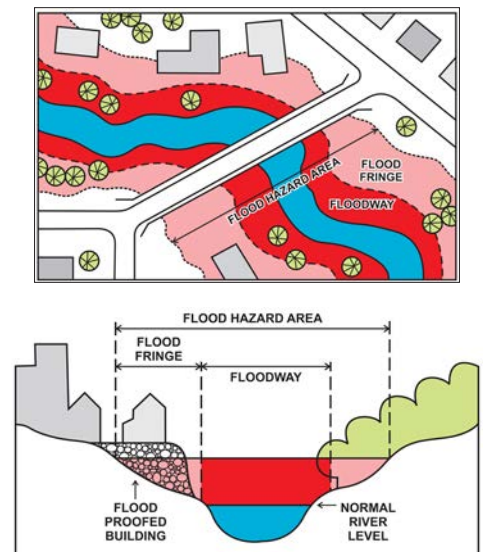 FLOOD
FRINGE
FLOOD HAZARD AREA
FLOODWAY
FLOOD HAZARD AREA
FLOOD
FRINGE
FLOODWAY
FLOOD
PROOFED
BUILDING
NORMAL
RIVER
LEVEL